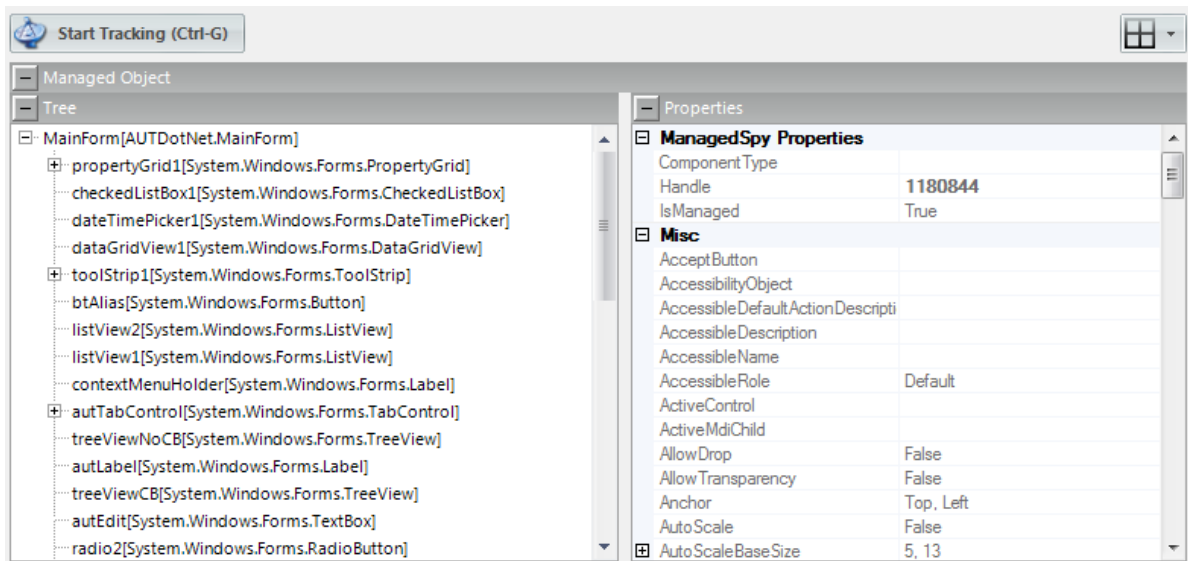 Start Tracking (Ctrl-G)
Managed Object
Tree
MainForm[AUTDotNet.MainForm]
propertyGrid1[System.Windows.Forms.PropertyGrid]
checkedListBox1[System.Windows.Forms.CheckedListBox]
dateTimePicker1[System.Windows.Forms.DateTimePicker]
dataGridView1[System.Windows.Forms.DataGridView]
toolStrip1[System.Windows.Forms.ToolStrip]
btAlias[System.Windows.Forms.Button]
listView2[System.Windows.Forms.ListView]
listView1[System.Windows.Forms.ListView]
contextMenuHolder[System.Windows.Forms.Label]
autTabControl[System.Windows.Forms.TabControl]
treeViewNoCB[System.Windows.Forms.TreeView]
autLabel[System.Windows.Forms.Label]
treeViewCB[System.Windows.Forms.TreeView]
autEdit[System.Windows.Forms.TextBox]
radio2[System.Windows.Forms.RadioButton]
Properties
ManagedSpy Properties
ComponentType
Handle 1180844
IsManaged True
Misc
AcceptButton
AccessibilityObject
AccessibleDefaultActionDescripti
AccessibleDescription
AccessibleName
AccessibleRole Default
ActiveControl
ActiveMdiChild
AllowDrop False
AllowTransparency False
Anchor Top, Left
AutoScale False
AutoScaleBaseSize 5, 13